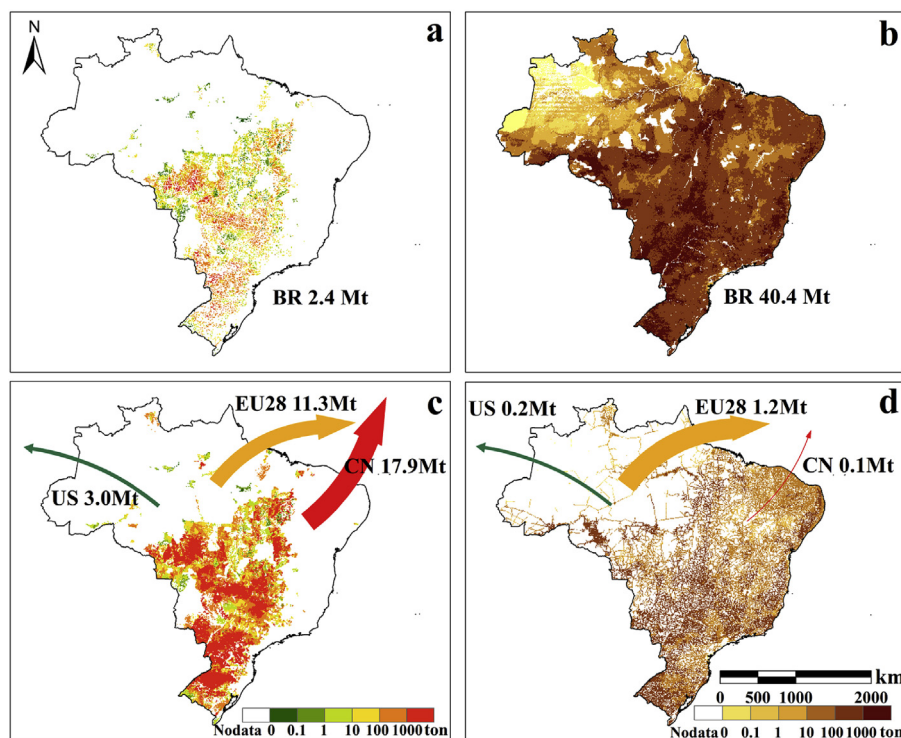 N
a
b
BR 2.4 Mt
BR 40.4 Mt
c
EU28 11.3Mt
CN 17.9Mt
US 3.0Mt
Nodata 0 0.1 1 10 100 1000 ton
d
US 0.2Mt
EU28 1.2Mt
CN 0.1Mt
km
0 500 1000 2000
Nodata 0 0.1 1 10 100 1000 ton